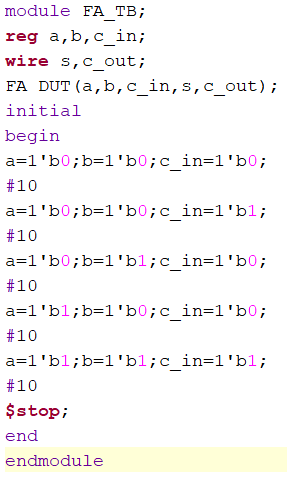 module FA_TB;
reg a,b,c_in;
wire s,c_out;
FA DUT(a,b,c_in,s,c_out);
initial
begin
a=1'b0;b=1'b0;c_in=1'b0;
#10
a=1'b0;b=1'b0;c_in=1'b1;
#10
a=1'b0;b=1'b1;c_in=1'b0;
#10
a=1'b1;b=1'b0;c_in=1'b0;
#10
a=1'b1;b=1'b1;c_in=1'b1;
#10
$stop;
end
endmodule